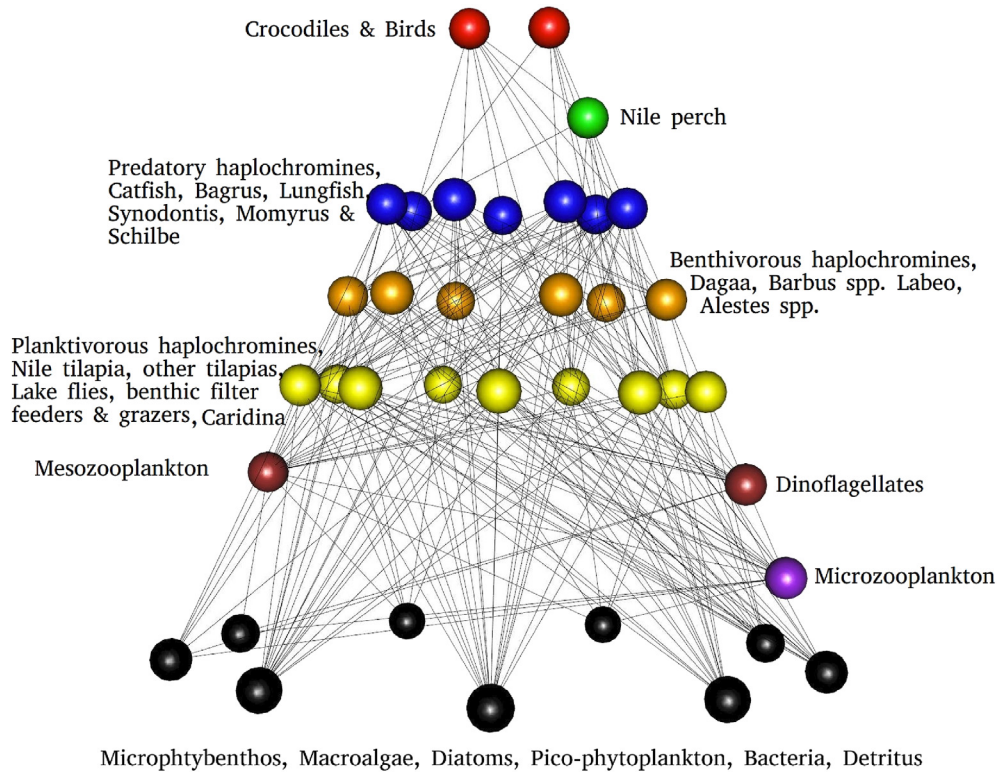 Crocodiles & Birds
Nile perch
Predatory haplochromines,
Catfish, Bagrus, Lungfish,
Synodontis, Momyrus &
Schilbe
Benthivorous haplochromines,
Dagaa, Barbus spp. Labeo,
Alestes spp.
Planktivorous haplochromines,
Nile tilapia, other tilapias,
Lake flies, benthic filter
feeders & grazers, Caridina
Mesozooplankton
Dinoflagellates
Microzooplankton
Microphtybenthos, Macroalgae, Diatoms, Pico-phytoplankton, Bacteria, Detritus